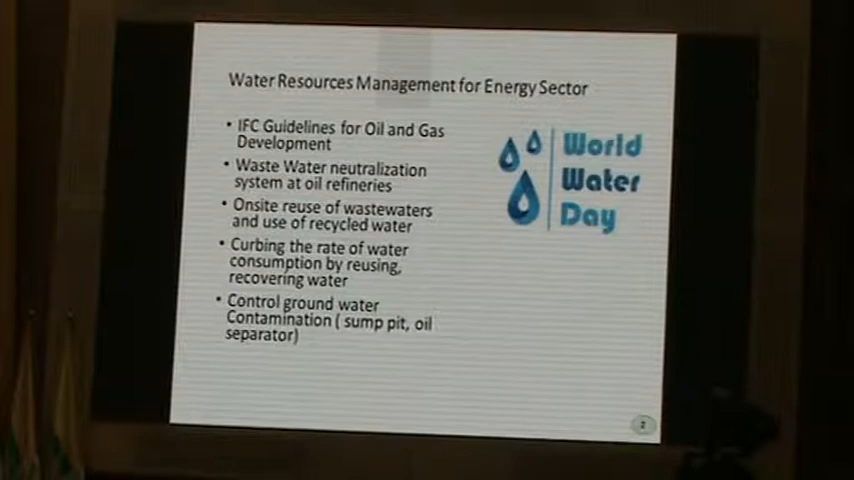 Water Resources Management for Energy Sector
• IFC Guidelines for Oil and Gas
Development
• Waste Water neutralization
system at oil refineries
• Onsite reuse of wastewaters
and use of recycled water
• Curbing the rate of water
consumption by reusing,
recovering water
• Control ground water
Contamination ( sump pit, oil
separator)
World
Water
Day
2